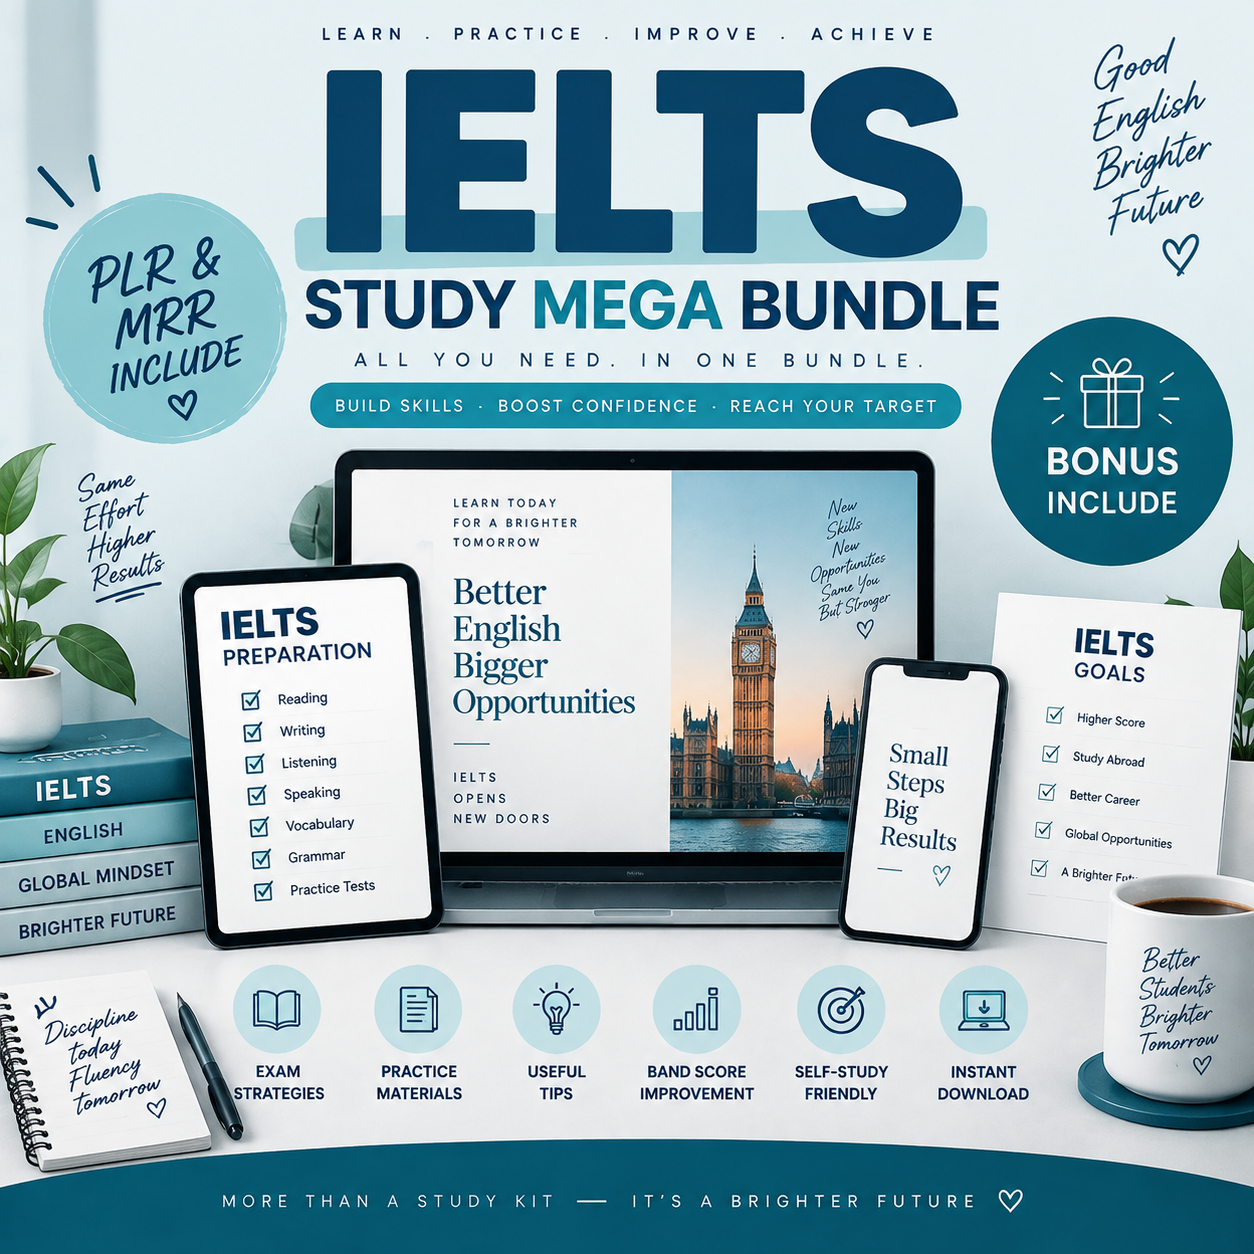 LEARN . PRACTICE . IMPROVE . ACHIEVE
IELTS
STUDY MEGA BUNDLE
ALL YOU NEED. IN ONE BUNDLE.
BUILD SKILLS · BOOST CONFIDENCE · REACH YOUR TARGET
Good
English
Brighter
Future
PLR &
MRR
INCLUDE
BONUS
INCLUDE
Same
Effort
Higher
Results
LEARN TODAY
FOR A BRIGHTER
TOMORROW
Better
English
Bigger
Opportunities
IELTS
OPENS
NEW DOORS
New
Skills
New
Opportunities
Same You
But Stronger
IELTS
PREPARATION
Reading
Writing
Listening
Speaking
Vocabulary
Grammar
Practice Tests
Small
Steps
Big
Results
IELTS
GOALS
Higher Score
Study Abroad
Better Career
Global Opportunities
A Brighter
IELTS
ENGLISH
GLOBAL MINDSET
BRIGHTER FUTURE
Better
Students
Brighter
Tomorrow
Discipline
today
Fluency
tomorrow
EXAM
STRATEGIES
PRACTICE
MATERIALS
USEFUL
TIPS
BAND SCORE
IMPROVEMENT
SELF-STUDY
FRIENDLY
INSTANT
DOWNLOAD
MORE THAN A STUDY KIT — IT'S A BRIGHTER FUTURE